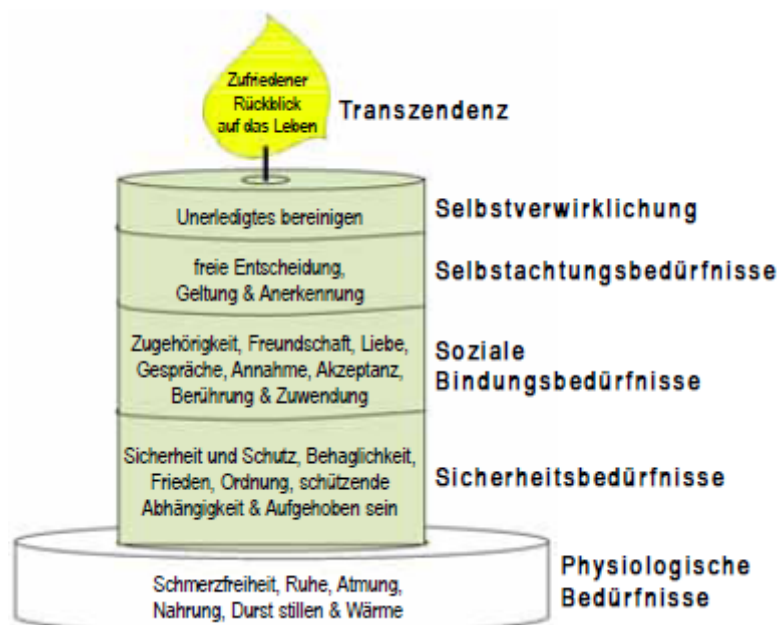 Zufriedener
Rückblick
auf das Leben
Transzendenz
Unerledigtes bereinigen
Selbstverwirklichung
freie Entscheidung,
Geltung & Anerkennung
Selbstachtungsbedürfnisse
Zugehörigkeit, Freundschaft, Liebe,
Gespräche, Annahme, Akzeptanz,
Berührung & Zuwendung
Soziale
Bindungsbedürfnisse
Sicherheit und Schutz, Behaglichkeit,
Frieden, Ordnung, schützende
Abhängigkeit & Aufgehoben sein
Sicherheitsbedürfnisse
Schmerzfreiheit, Ruhe, Atmung,
Nahrung, Durst stillen & Wärme
Physiologische
Bedürfnisse